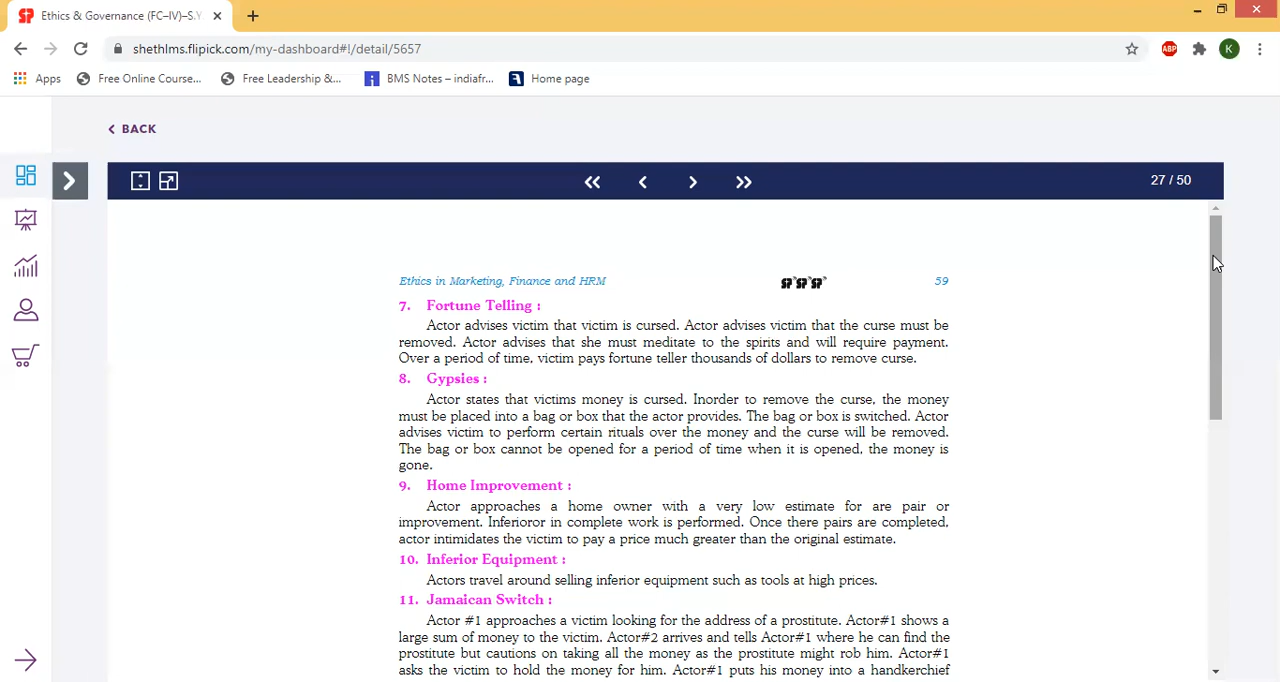 Ethics & Governance (FC–IV)–S.Y.
shethlms.flipick.com/my-dashboard#!/detail/5657
ABP
K
Apps
Free Online Course...
Free Leadership &...
BMS Notes – indiafr...
Home page
BACK
27 / 50
Ethics in Marketing, Finance and HRM
59
7. Fortune Telling :
Actor advises victim that victim is cursed. Actor advises victim that the curse must be
removed. Actor advises that she must meditate to the spirits and will require payment.
Over a period of time, victim pays fortune teller thousands of dollars to remove curse.
8. Gypsies :
Actor states that victims money is cursed. Inorder to remove the curse, the money
must be placed into a bag or box that the actor provides. The bag or box is switched. Actor
advises victim to perform certain rituals over the money and the curse will be removed.
The bag or box cannot be opened for a period of time when it is opened, the money is
gone.
9. Home Improvement :
Actor approaches a home owner with a very low estimate for are pair or
improvement. Inferioror in complete work is performed. Once there pairs are completed,
actor intimidates the victim to pay a price much greater than the original estimate.
10. Inferior Equipment :
Actors travel around selling inferior equipment such as tools at high prices.
11. Jamaican Switch :
Actor #1 approaches a victim looking for the address of a prostitute. Actor#1 shows a
large sum of money to the victim. Actor#2 arrives and tells Actor#1 where he can find the
prostitute but cautions on taking all the money as the prostitute might rob him. Actor#1
asks the victim to hold the money for him. Actor#1 puts his money into a handkerchief